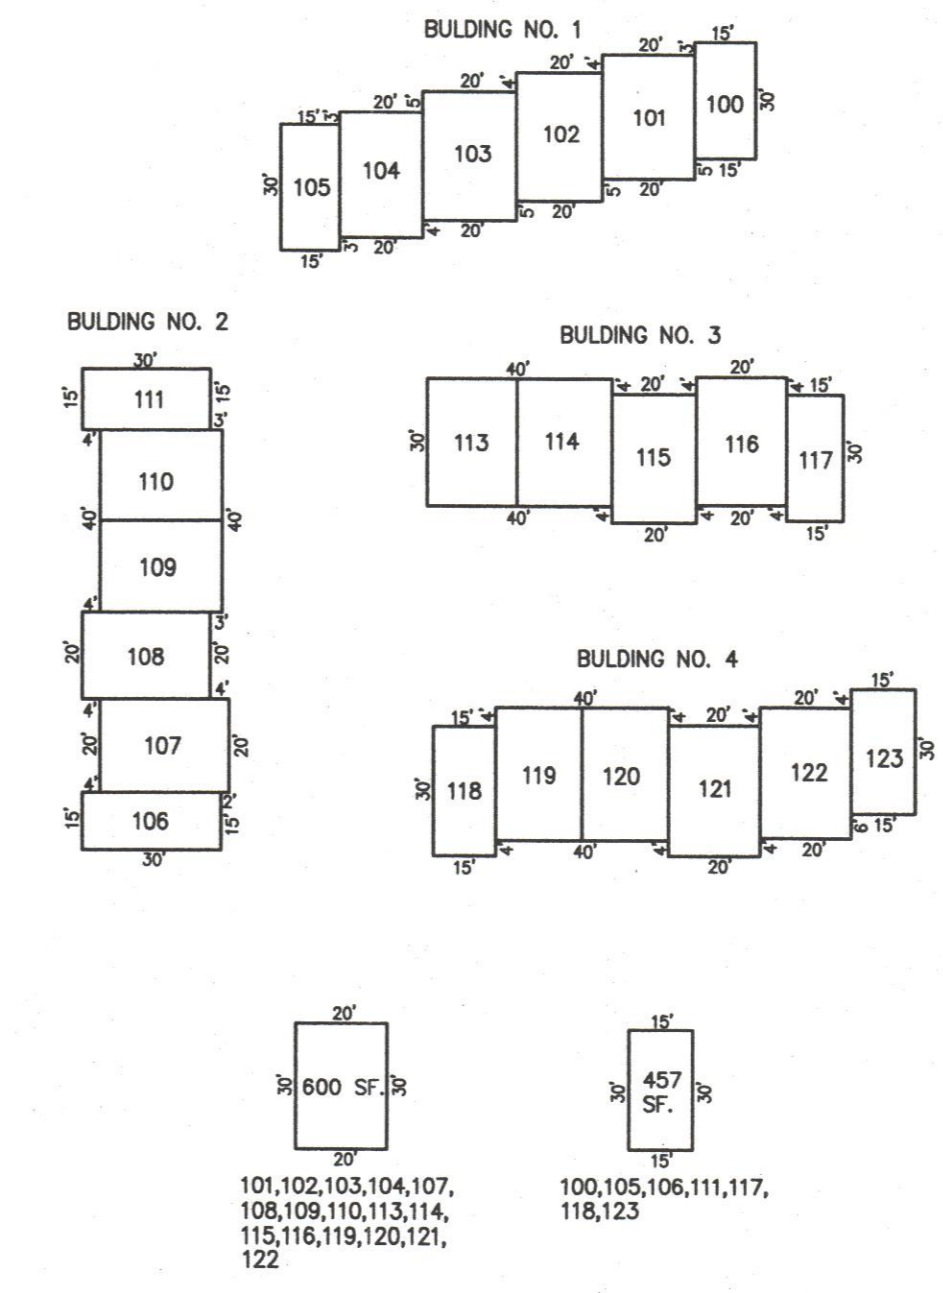 BULDING NO. 1
15'
20' 3'
20' 4'
20' 4'
20' 5'
15' 3'
30' 105 104 103 102 101 100 30'
5' 15'
5' 20'
5' 20'
4' 20'
3' 20'
15'
BULDING NO. 2
30'
15' 111 15'
4' 3'
110
40' 40'
109
4' 3'
20' 108 20'
4' 4'
20' 107 20'
4' 2'
15' 106 15'
30'
BULDING NO. 3
40' 4' 20' 4' 20' 4' 15'
30' 113 114 115 116 117 30'
40' 4' 20' 4' 20' 4' 15'
BULDING NO. 4
15' 4' 40' 4' 20' 4' 20' 4' 15'
30' 118 119 120 121 122 123 30'
15' 4' 40' 4' 20' 4' 20' 6' 15'
20'
30' 600 SF. 30'
20'
101,102,103,104,107,
108,109,110,113,114,
115,116,119,120,121,
122
15'
30' 457 30'
SF.
15'
100,105,106,111,117,
118,123